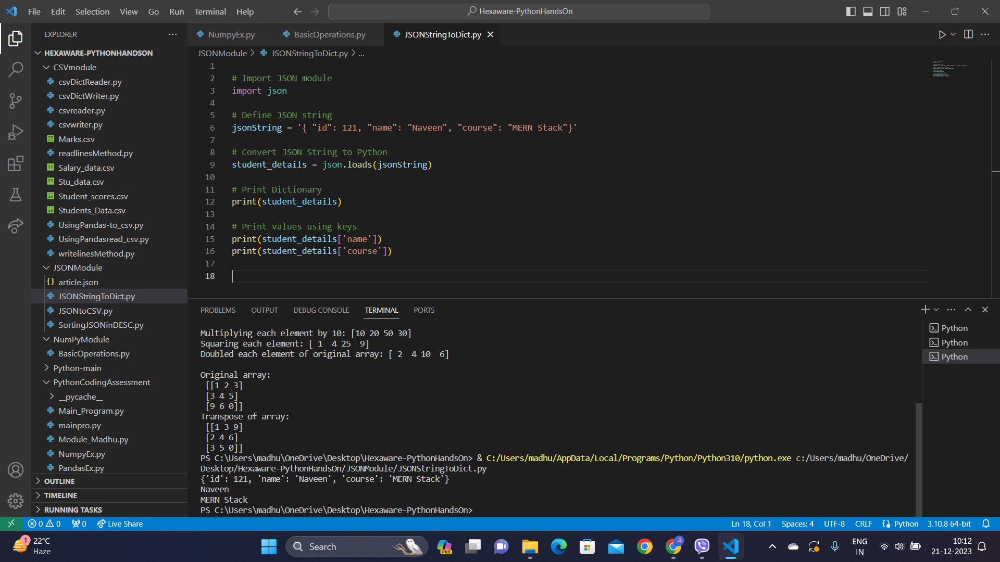 File Edit Selection View Go Run Terminal Help
Hexaware-PythonHandsOn
EXPLORER
HEXAWARE-PYTHONHANDSON
CSVmodule
csvDictReader.py
csvDictWriter.py
csvreader.py
csvwriter.py
Marks.csv
readlinesMethod.py
Salary_data.csv
Stu_data.csv
Student_scores.csv
Students_Data.csv
UsingPandas-to_csv.py
UsingPandasread_csv.py
writelinesMethod.py
JSONModule
article.json
JSONStringToDict.py
JSONtoCSV.py
SortingJSONinDESC.py
NumPyModule
BasicOperations.py
Python-main
PythonCodingAssessment
__pycache__
Main_Program.py
mainpro.py
Module_Madhu.py
NumpyEx.py
PandasEx.py
OUTLINE
TIMELINE
RUNNING TASKS
NumpyEx.py BasicOperations.py JSONStringToDict.py
JSONModule > JSONStringToDict.py > ...
1
2 # Import JSON module
3 import json
4
5 # Define JSON string
6 jsonString = '{ "id": 121, "name": "Naveen", "course": "MERN Stack"}'
7
8 # Convert JSON String to Python
9 student_details = json.loads(jsonString)
10
11 # Print Dictionary
12 print(student_details)
13
14 # Print values using keys
15 print(student_details['name'])
16 print(student_details['course'])
17
18
PROBLEMS OUTPUT DEBUG CONSOLE TERMINAL PORTS
Multiplying each element by 10: [10 20 50 30]
Squaring each element: [ 1  4 25  9]
Doubled each element of original array: [ 2  4 10  6]
Original array:
[[1 2 3]
[3 4 5]
[9 6 0]]
Transpose of array:
[[1 3 9]
[2 4 6]
[3 5 0]]
PS C:\Users\madhu\OneDrive\Desktop\Hexaware-PythonHandsOn> & C:/Users/madhu/AppData/Local/Programs/Python/Python310/python.exe c:/Users/madhu/OneDrive/
Desktop/Hexaware-PythonHandsOn/JSONModule/JSONStringToDict.py
{'id': 121, 'name': 'Naveen', 'course': 'MERN Stack'}
Naveen
MERN Stack
PS C:\Users\madhu\OneDrive\Desktop\Hexaware-PythonHandsOn>
Python
Python
Python
0 0 0 Live Share
Ln 18, Col 1 Spaces: 4 UTF-8 CRLF Python 3.10.8 64-bit
1
22°C
Haze
Search
PRE
ENG
IN
10:12
21-12-2023